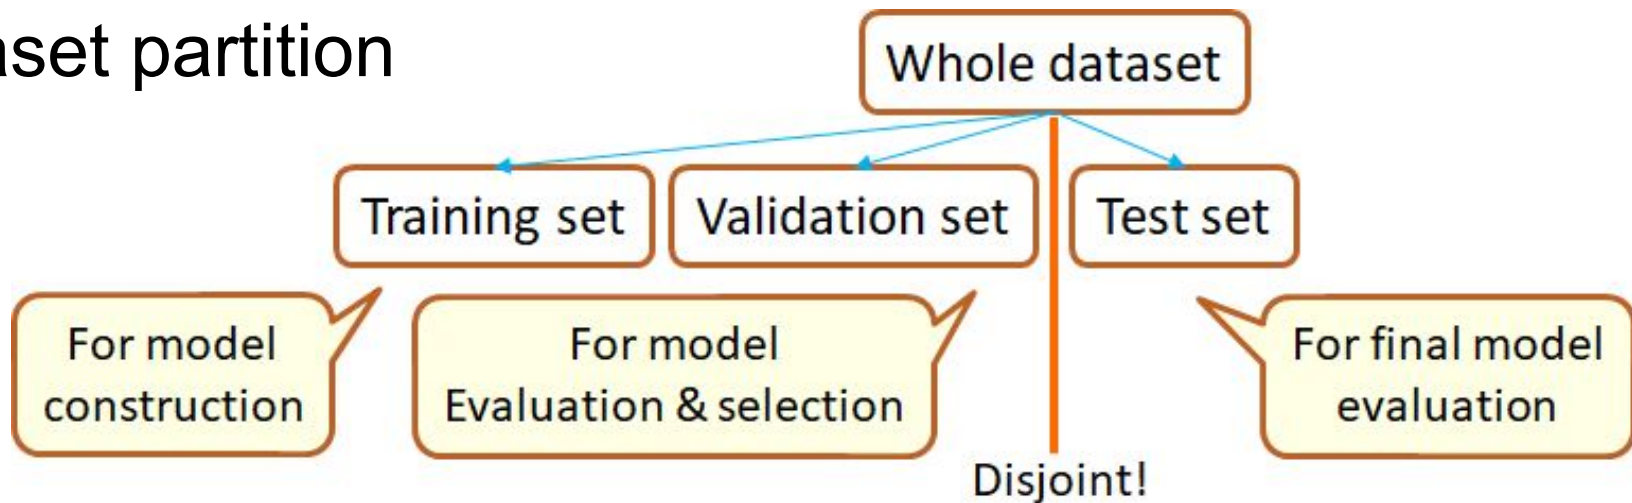 aset partition
Whole dataset
Training set
Validation set
Test set
For model
construction
For model
Evaluation & selection
For final model
evaluation
Disjoint!